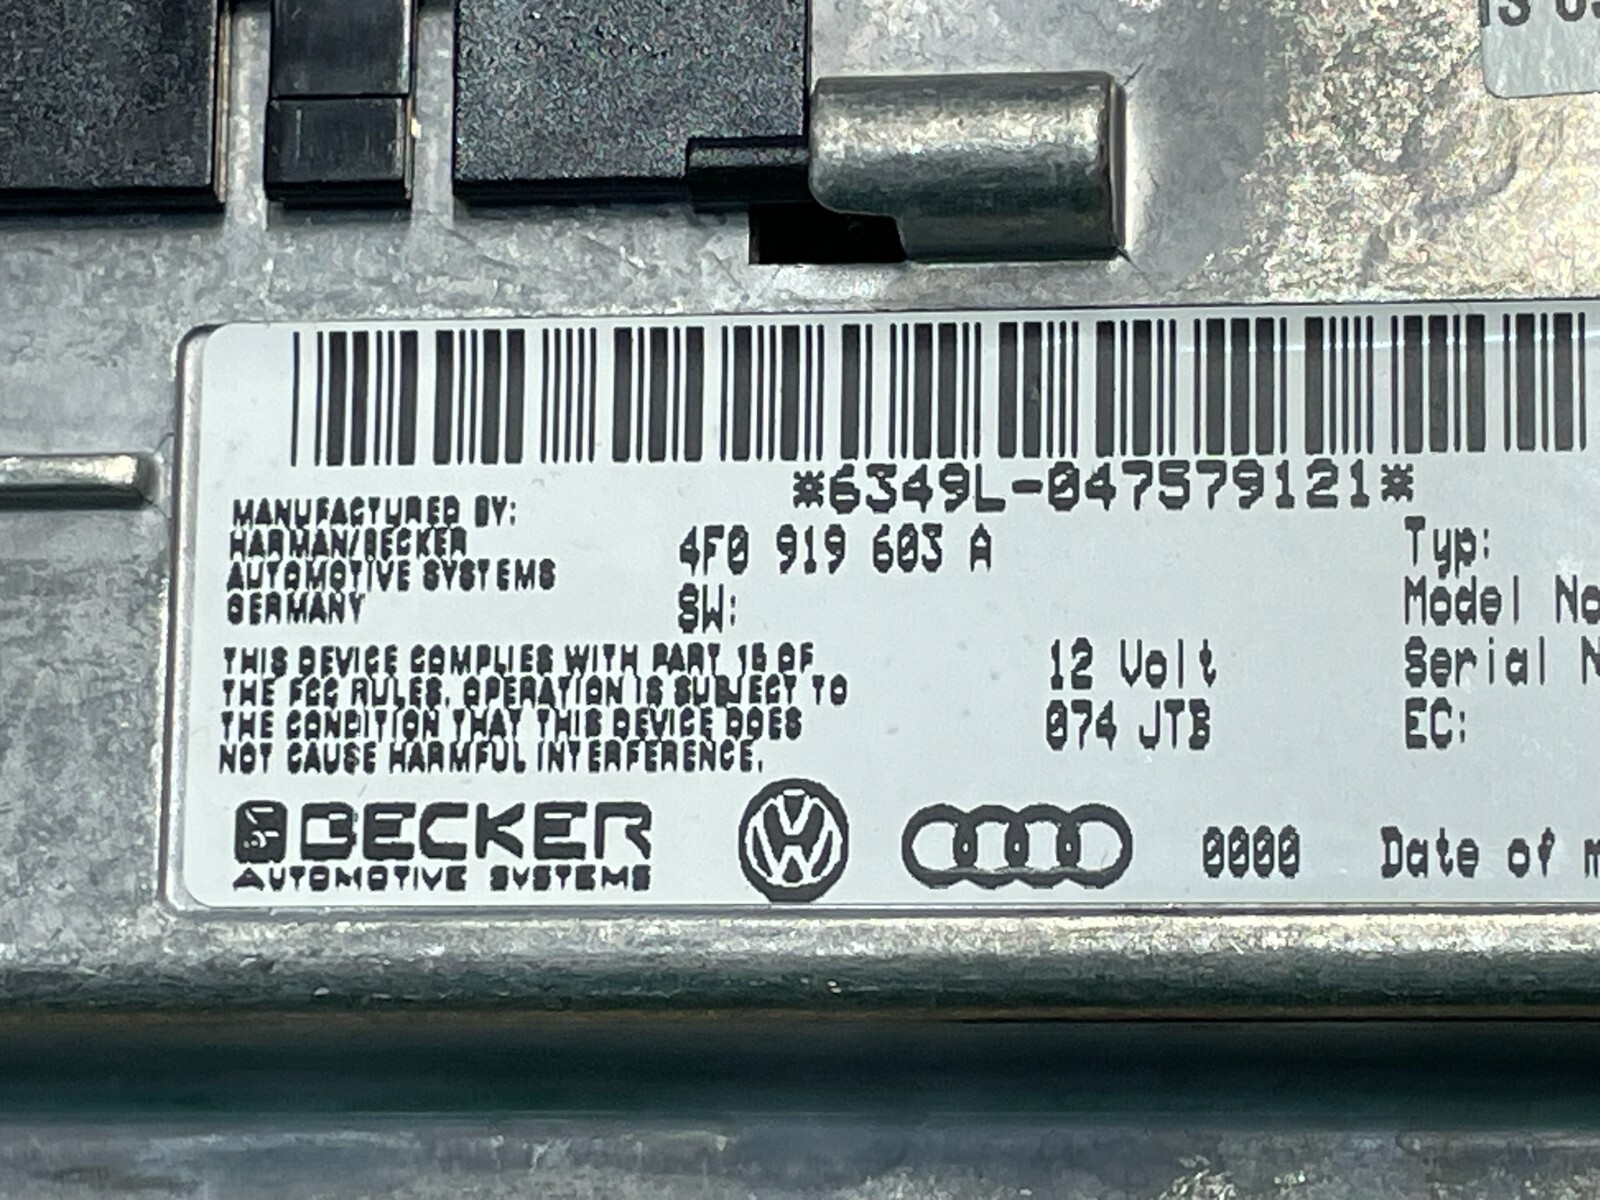 *6349L-047579121*
MANUFACTURED BY:
HARMAN/BECKER
AUTOMOTIVE SYSTEMS
GERMANY
4F0 919 603 A
SW:
THIS DEVICE COMPLIES WITH PART 15 OF
THE FCC RULES. OPERATION IS SUBJECT TO
THE CONDITION THAT THIS DEVICE DOES
NOT CAUSE HARMFUL INTERFERENCE.
12 Volt
074 JTB
Typ:
Model No
Serial N
EC:
BECKER
AUTOMOTIVE SYSTEMS
0000
Date of m